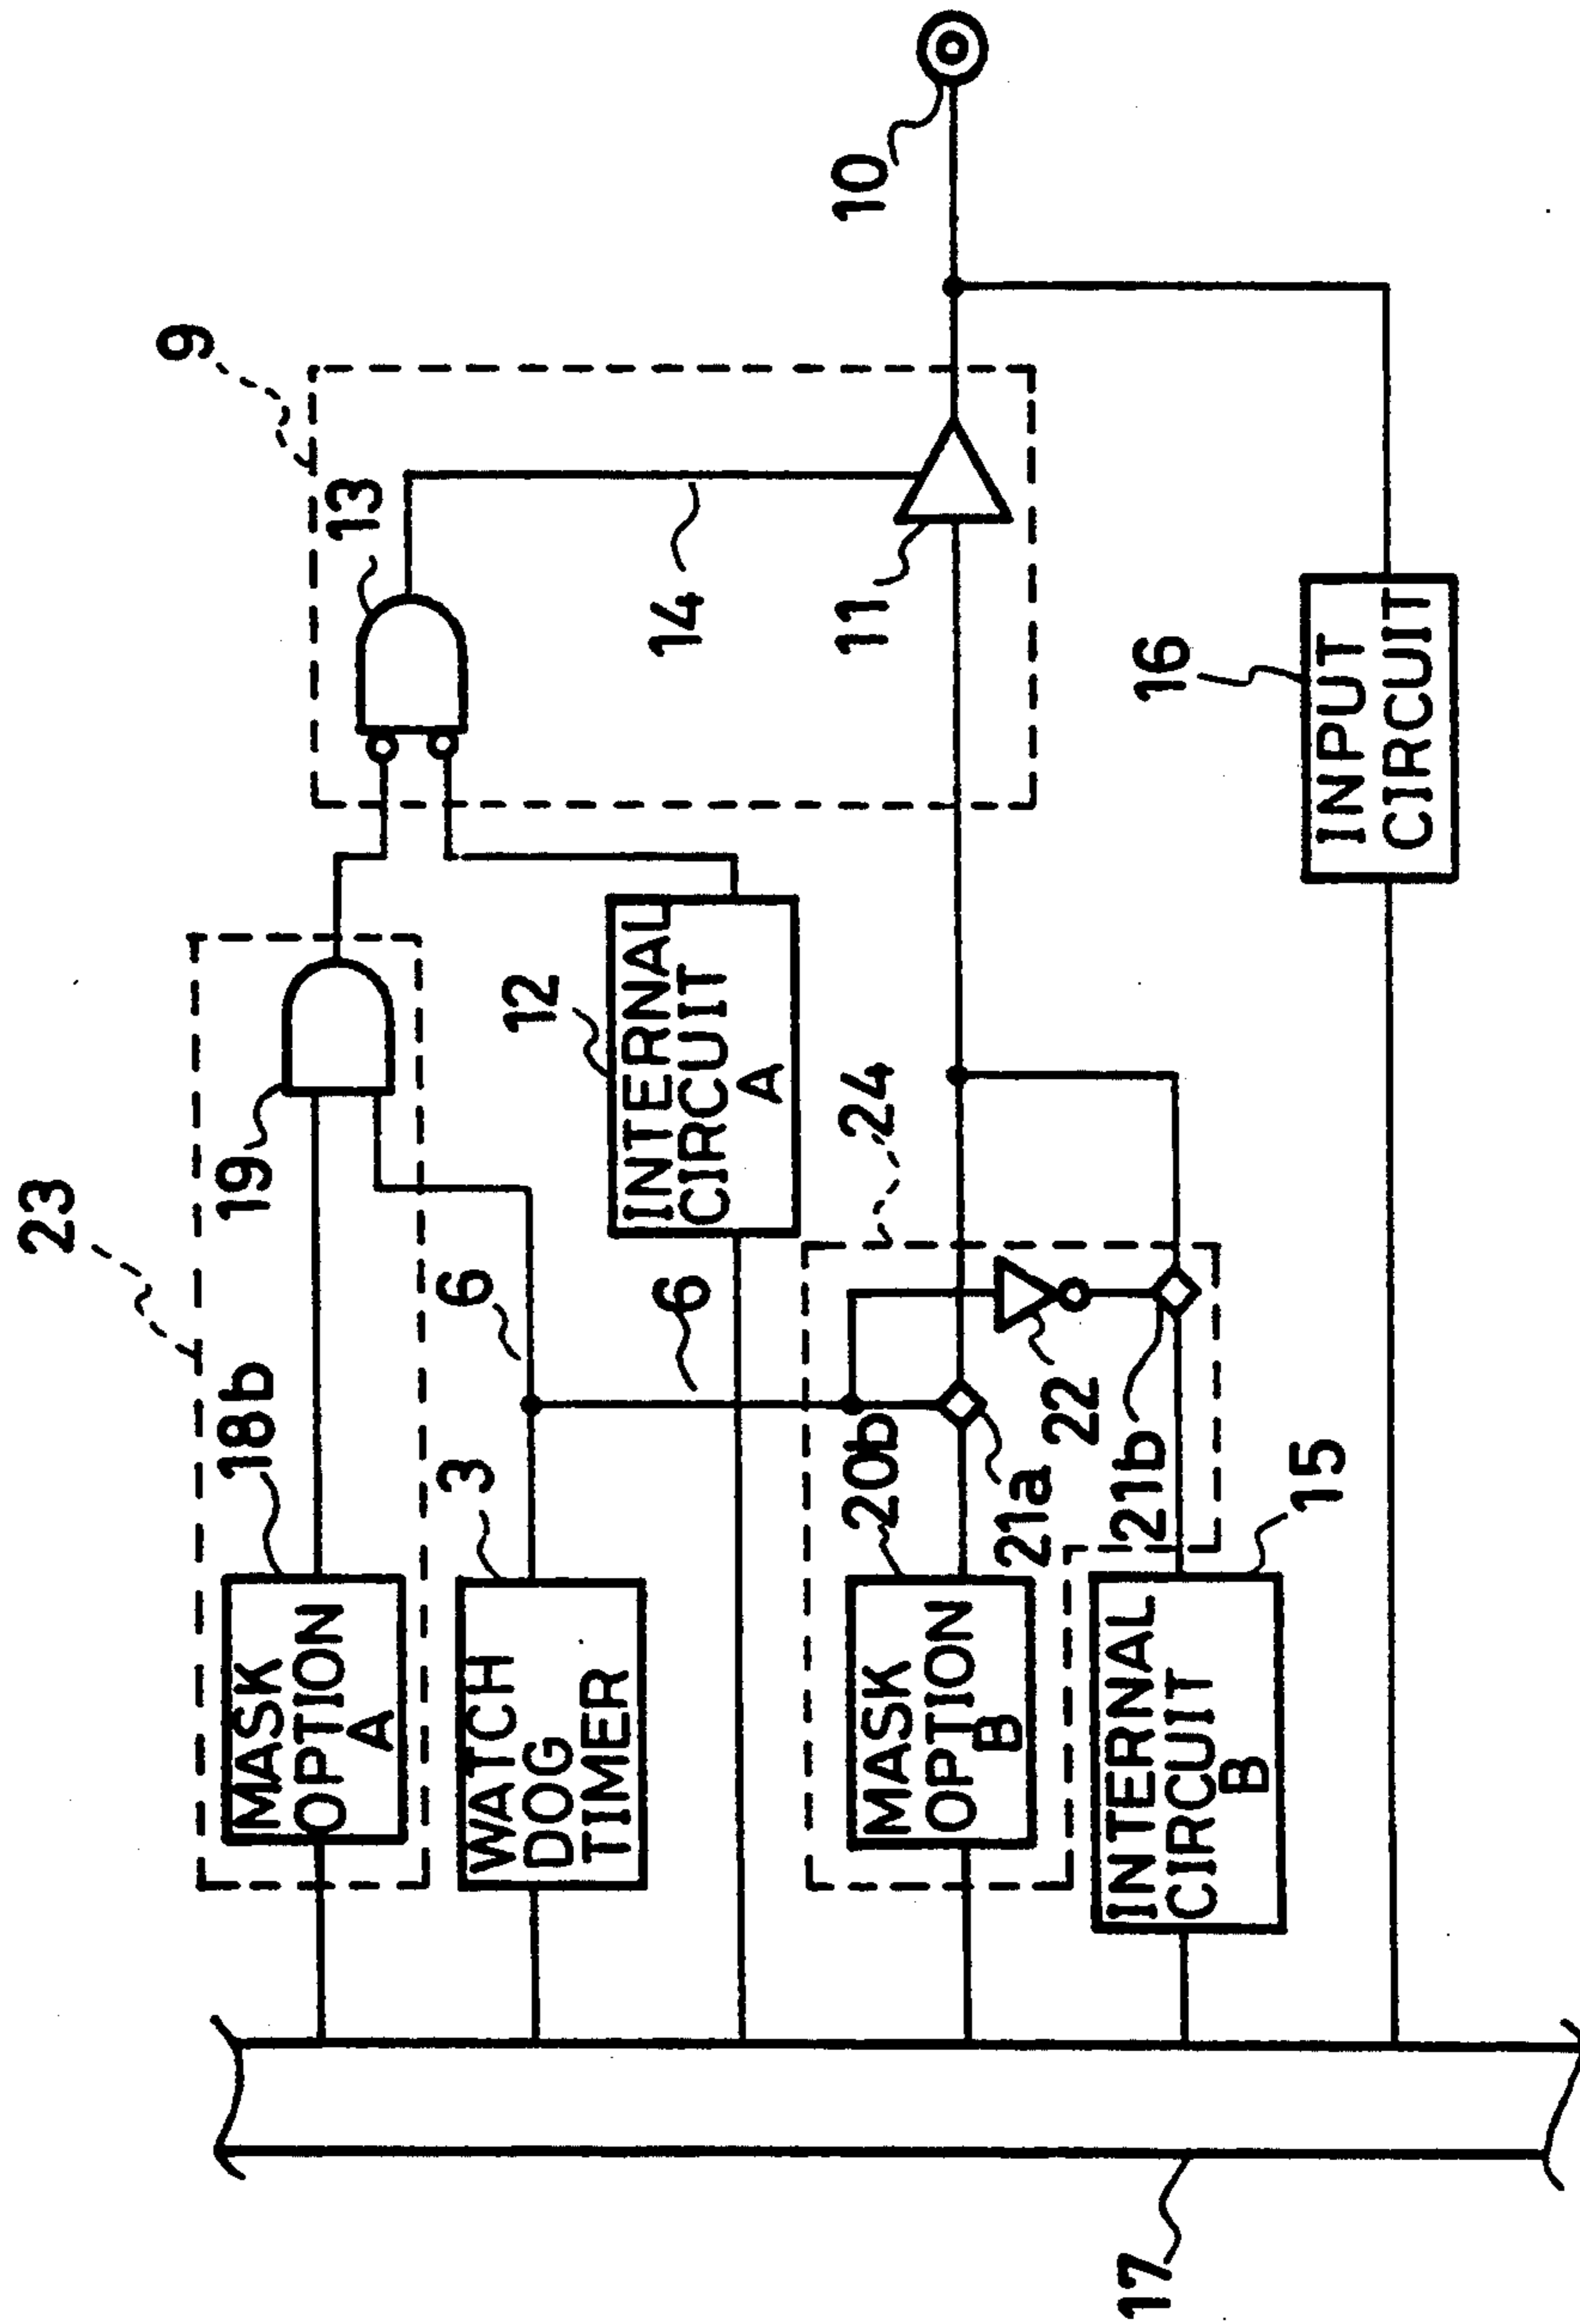 23
9
10
18b
19
13
MASK
OPTION
A
6
3
WATCH
DOG
TIMER
12
INTERNAL
CIRCUIT
A
14
6
24
11
20b
MASK
OPTION
B
21a
22
21b
16
INTERNAL
CIRCUIT
B
15
INPUT
CIRCUIT
17